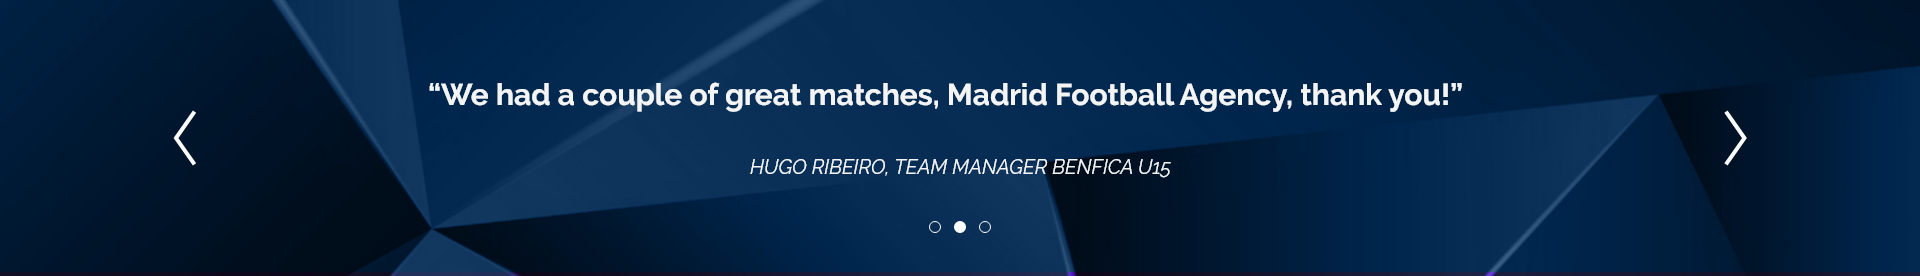 “We had a couple of great matches, Madrid Football Agency, thank you!”
HUGO RIBEIRO, TEAM MANAGER BENFICA U15